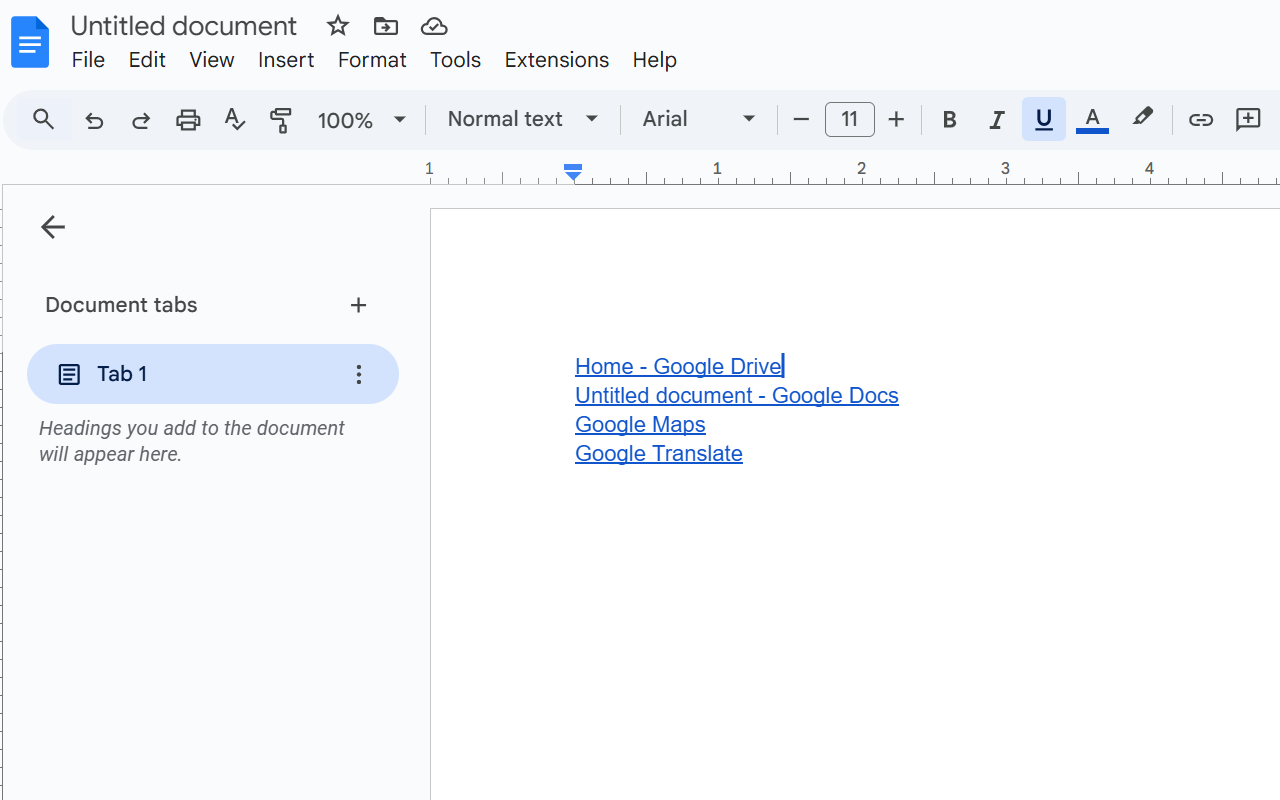 Untitled document
File Edit View Insert Format Tools Extensions Help
100% Normal text Arial 11 B I U A
1 1 2 3 4
Document tabs
Tab 1
Headings you add to the document
will appear here.
Home - Google Drive
Untitled document - Google Docs
Google Maps
Google Translate